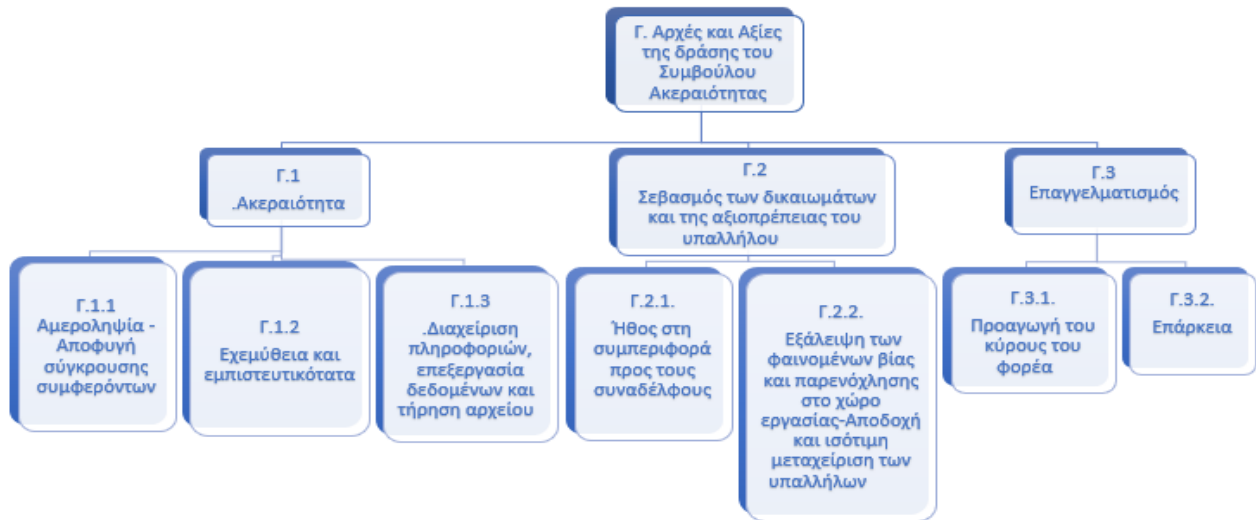 Γ. Αρχές και Αξίες
της δράσης του
Συμβούλου
Ακεραιότητας
Γ.1
.Ακεραιότητα
Γ.2
Σεβασμός των δικαιωμάτων
και της αξιοπρέπειας του
υπαλλήλου
Γ.3
Επαγγελματισμός
Γ.1.1
Αμεροληψία -
Αποφυγή
σύγκρουσης
συμφερόντων
Γ.1.2
Εχεμύθεια και
εμπιστευτικότατα
Γ.1.3
.Διαχείριση
πληροφοριών,
επεξεργασία
δεδομένων και
τήρηση αρχείου
Γ.2.1.
Ήθος στη
συμπεριφορά
προς τους
συναδέλφους
Γ.2.2.
Εξάλειψη των
φαινομένων βίας
και παρενόχλησης
στο χώρο
εργασίας-Αποδοχή
και ισότιμη
μεταχείριση των
υπαλλήλων
Γ.3.1.
Προαγωγή του
κύρους του
φορέα
Γ.3.2.
Επάρκεια